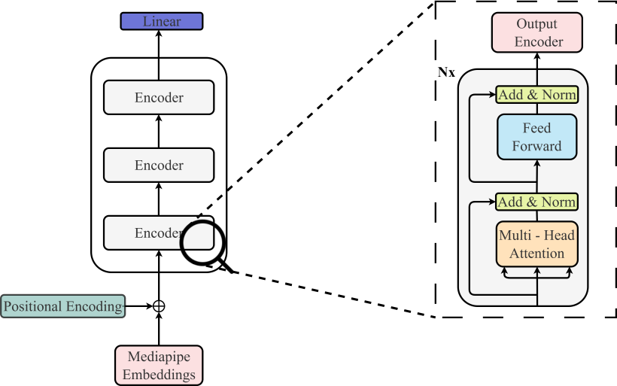 Linear
Encoder
Encoder
Encoder
Positional Encoding
Mediapipe
Embeddings
Output
Encoder
Nx
Add & Norm
Feed
Forward
Add & Norm
Multi - Head
Attention